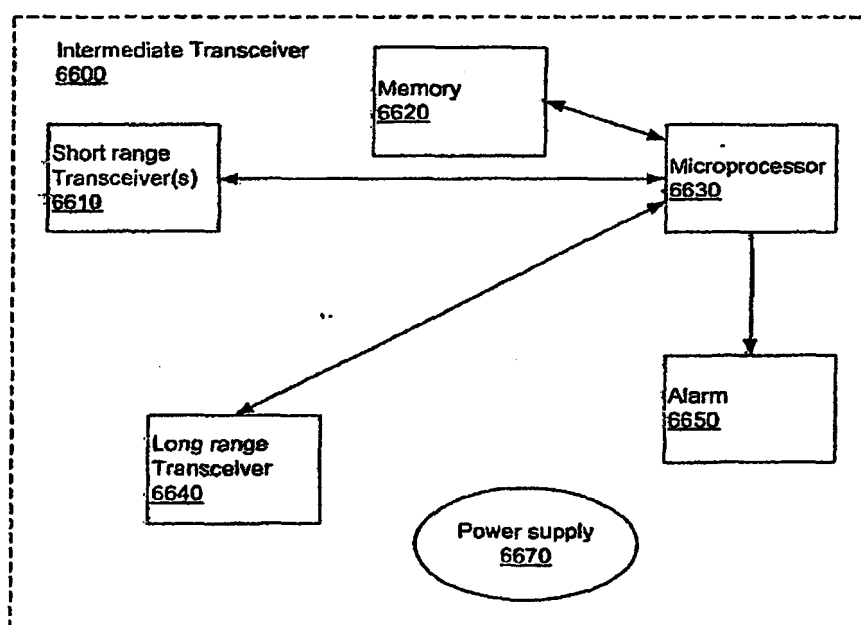 Intermediate Transceiver
6600
Memory
6620
Short range
Transceiver(s)
6610
Microprocessor
6630
Alarm
6650
Long range
Transceiver
6640
Power supply
6670